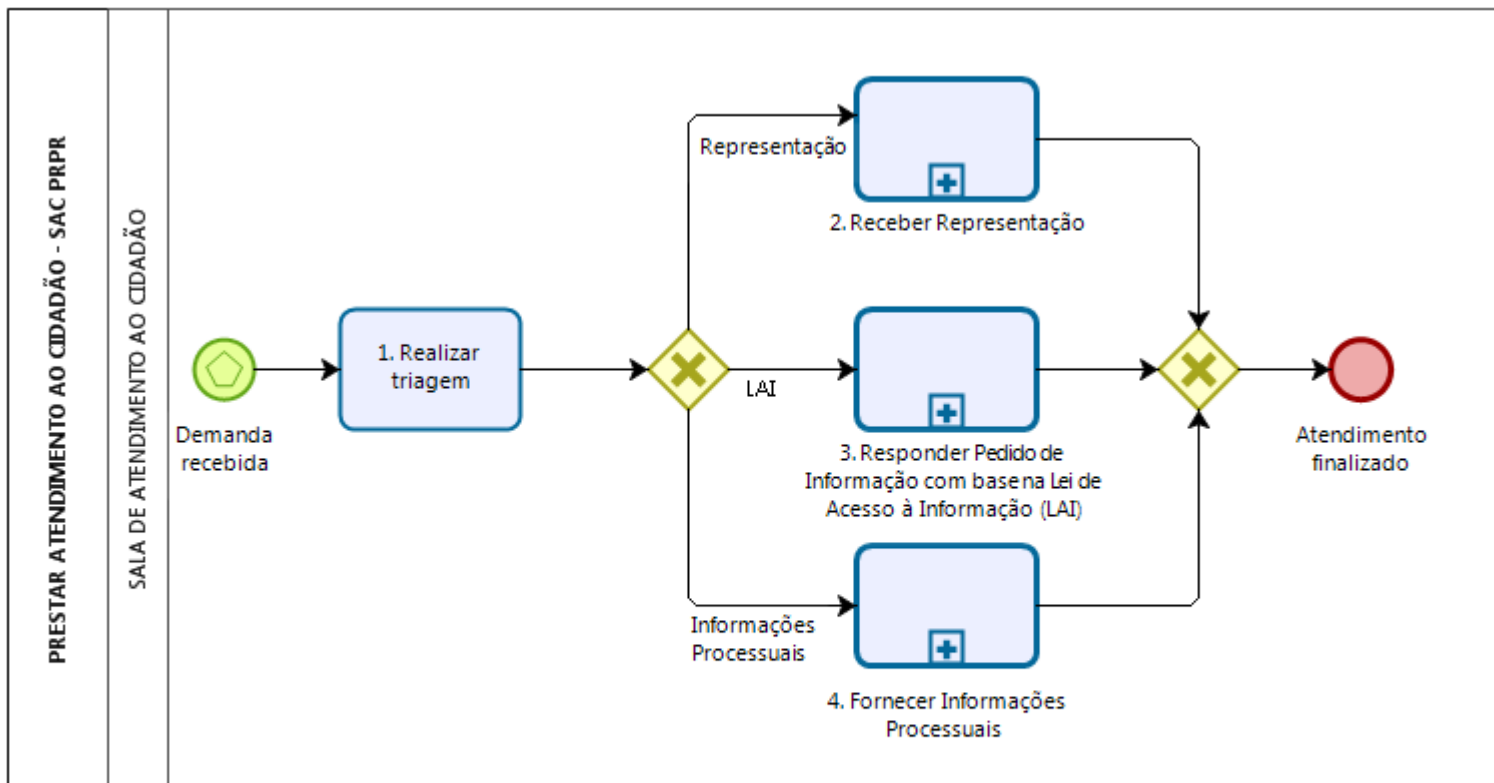 PRESTAR ATENDIMENTO AO CIDADÃO - SAC PRPR
SALA DE ATENDIMENTO AO CIDADÃO
Demanda
recebida
1. Realizar
triagem
Representação
2. Receber Representação
LAI
3. Responder Pedido de
Informação com base na Lei de
Acesso à Informação (LAI)
Informações
Processuais
4. Fornecer Informações
Processuais
Atendimento
finalizado